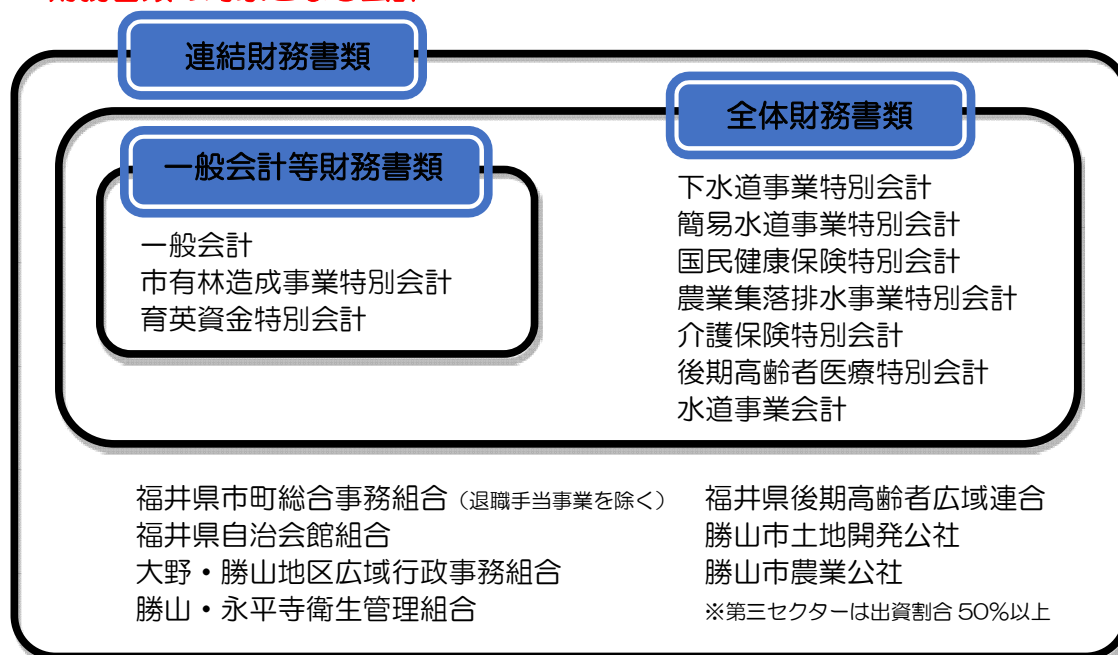 連結財務書類
全体財務書類
一般会計等財務書類
一般会計
市有林造成事業特別会計
育英資金特別会計
下水道事業特別会計
簡易水道事業特別会計
国民健康保険特別会計
農業集落排水事業特別会計
介護保険特別会計
後期高齢者医療特別会計
水道事業会計
福井県市町総合事務組合（退職手当事業を除く）
福井県自治会館組合
大野・勝山地区広域行政事務組合
勝山・永平寺衛生管理組合
福井県後期高齢者広域連合
勝山市土地開発公社
勝山市農業公社
※第三セクターは出資割合 50%以上